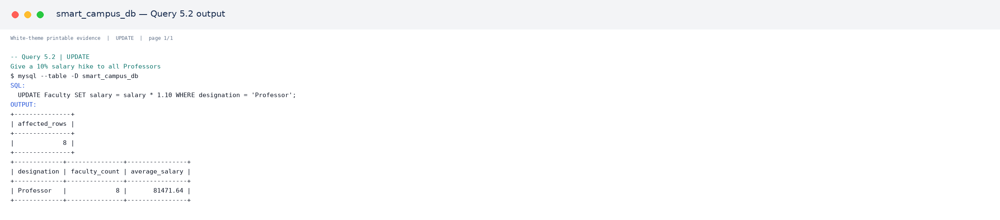 smart_campus_db — Query 5.2 output
White-theme printable evidence  |  UPDATE  |  page 1/1
-- Query 5.2 | UPDATE
Give a 10% salary hike to all Professors
$ mysql --table -D smart_campus_db
SQL:
  UPDATE Faculty SET salary = salary * 1.10 WHERE designation = 'Professor';
OUTPUT:
+---------------+
| affected_rows |
+---------------+
|             8 |
+---------------+
+-------------+---------------+----------------+
| designation | faculty_count | average_salary |
+-------------+---------------+----------------+
| Professor   |             8 |       81471.64 |
+-------------+---------------+----------------+